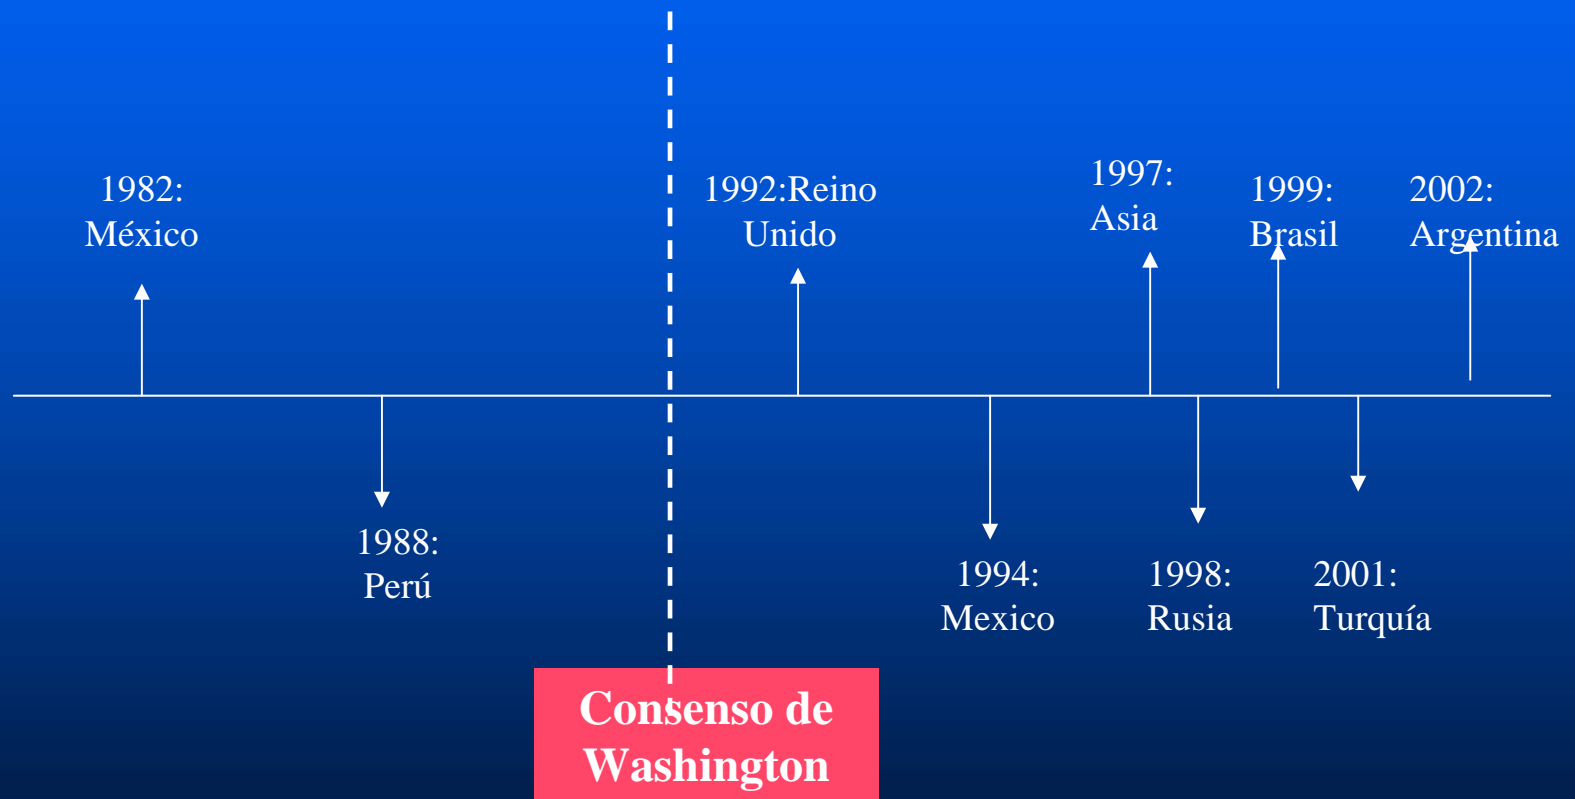 1982:
México
1988:
Perú
1992:Reino
Unido
1994:
Mexico
1997:
Asia
1998:
Rusia
1999:
Brasil
2001:
Turquía
2002:
Argentina
Consenso de
Washington